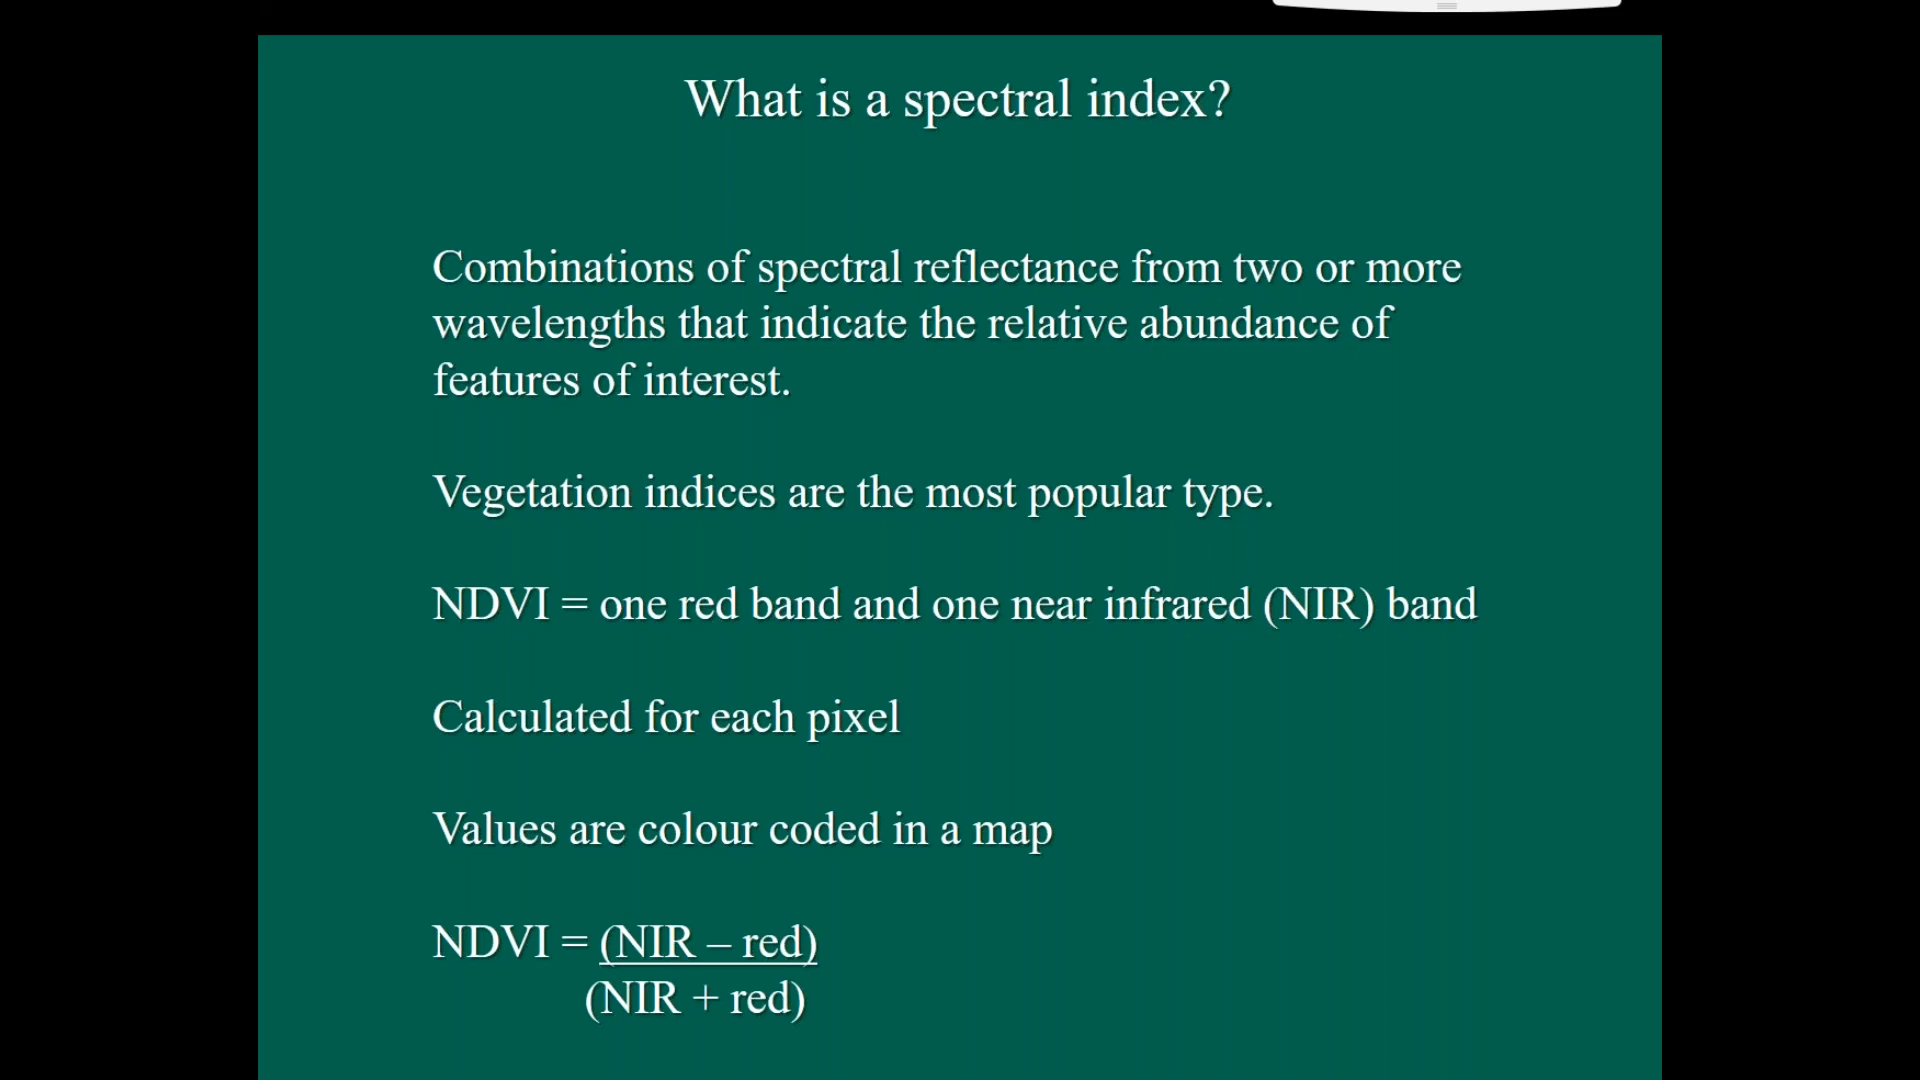 What is a spectral index?
Combinations of spectral reflectance from two or more
wavelengths that indicate the relative abundance of
features of interest.
Vegetation indices are the most popular type.
NDVI = one red band and one near infrared (NIR) band
Calculated for each pixel
Values are colour coded in a map
NDVI = (NIR – red)
(NIR + red)